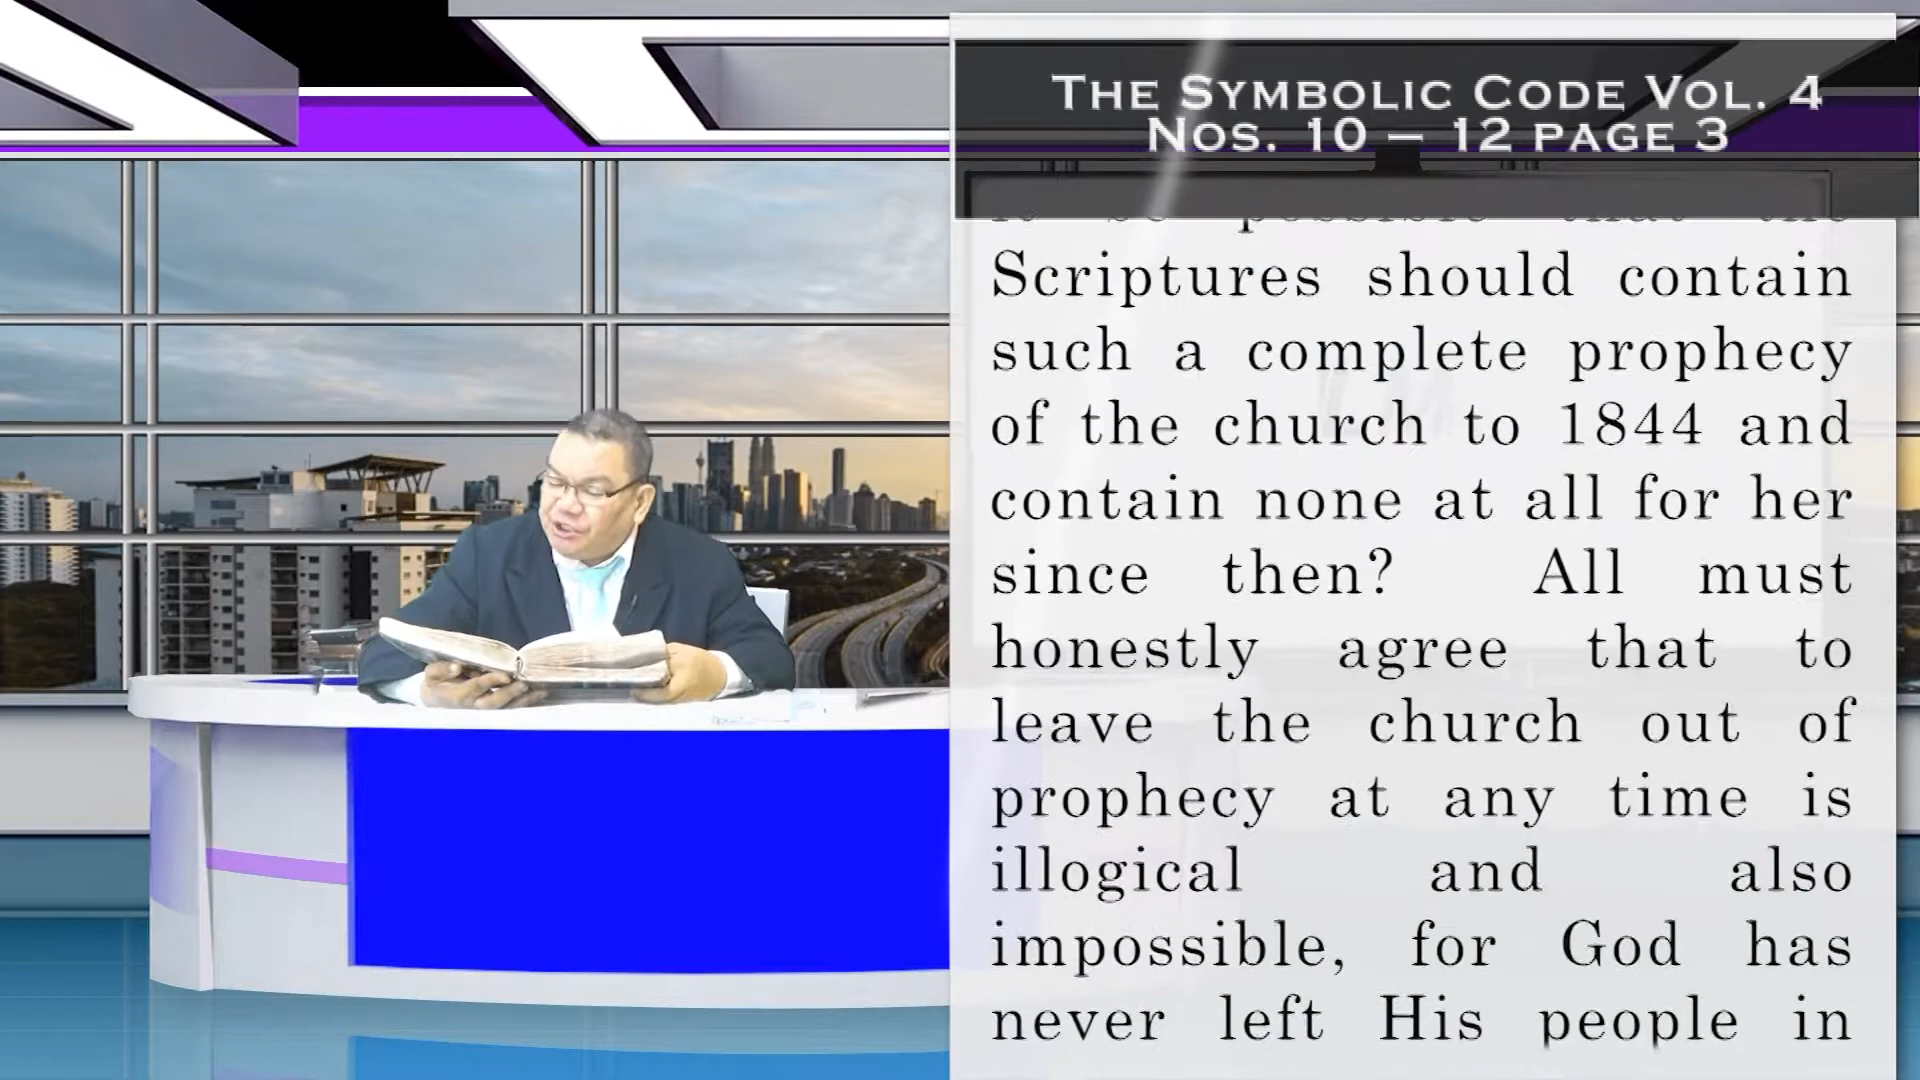 The Symbolic Code Vol. 4
Nos. 10 – 12 page 3
Scriptures should contain
such a complete prophecy
of the church to 1844 and
contain none at all for her
since then? All must
honestly agree that to
leave the church out of
prophecy at any time is
illogical and also
impossible, for God has
never left His people in